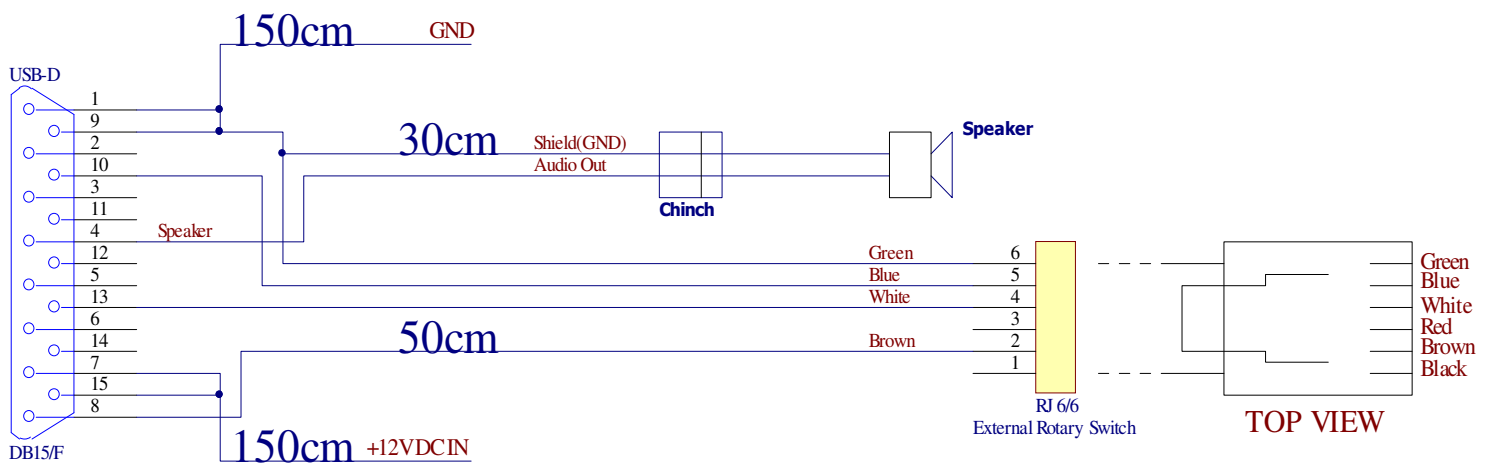 150cm GND
USB-D
1
9
2
10
3
11
4
12
5
13
6
14
7
15
8
DB15/F
Speaker
30cm
Shield(GND)
Audio Out
Chinch
Speaker
Green 6
Blue 5
White 4
3
50cm Brown 2
1
RJ 6/6
External Rotary Switch
Green
Blue
White
Red
Brown
Black
TOP VIEW
150cm +12VDCIN